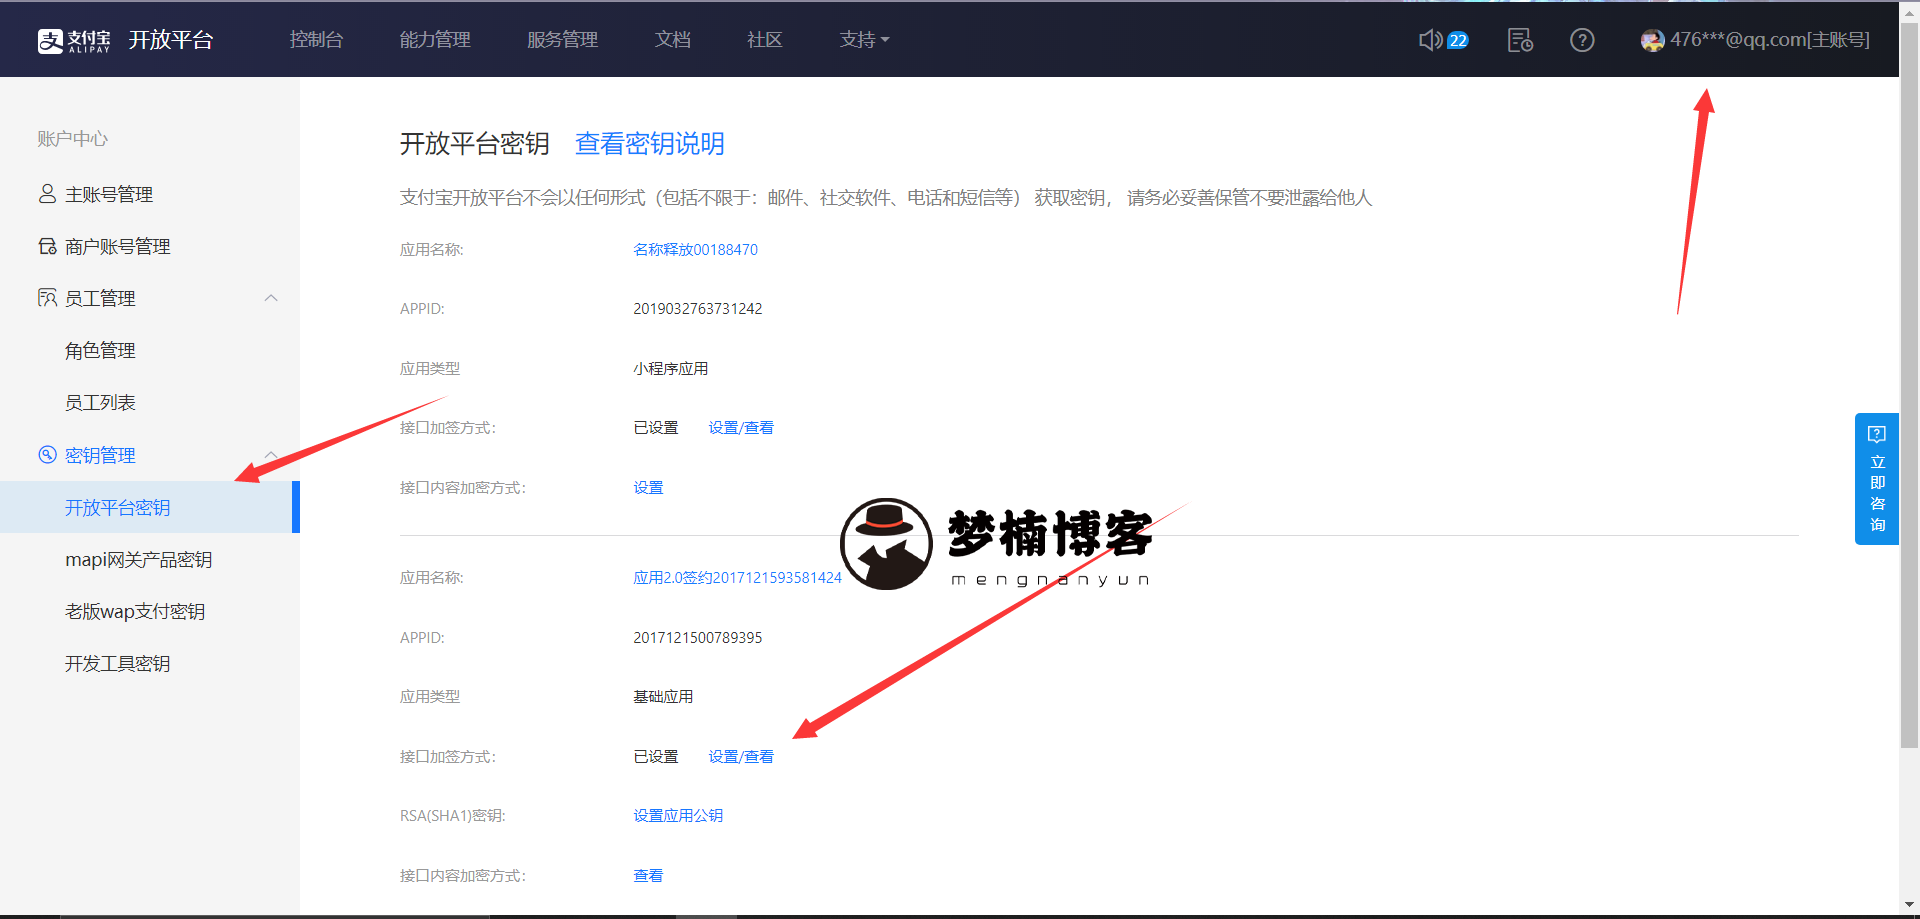 支付宝 ALIPAY 开放平台 控制台 能力管理 服务管理 文档 社区 支持 22 476***@qq.com[主账号]
账户中心
主账号管理
商户账号管理
员工管理
角色管理
员工列表
密钥管理
开放平台密钥
mapi网关产品密钥
老版wap支付密钥
开发工具密钥
开放平台密钥 查看密钥说明
支付宝开放平台不会以任何形式（包括不限于：邮件、社交软件、电话和短信等） 获取密钥， 请务必妥善保管不要泄露给他人
应用名称: 名称释放00188470
APPID: 2019032763731242
应用类型 小程序应用
接口加签方式: 已设置 设置/查看
接口内容加密方式: 设置
梦楠博客
mengnanyun
应用名称: 应用2.0签约2017121593581424
APPID: 2017121500789395
应用类型 基础应用
接口加签方式: 已设置 设置/查看
RSA(SHA1)密钥: 设置应用公钥
接口内容加密方式: 查看
立即咨询